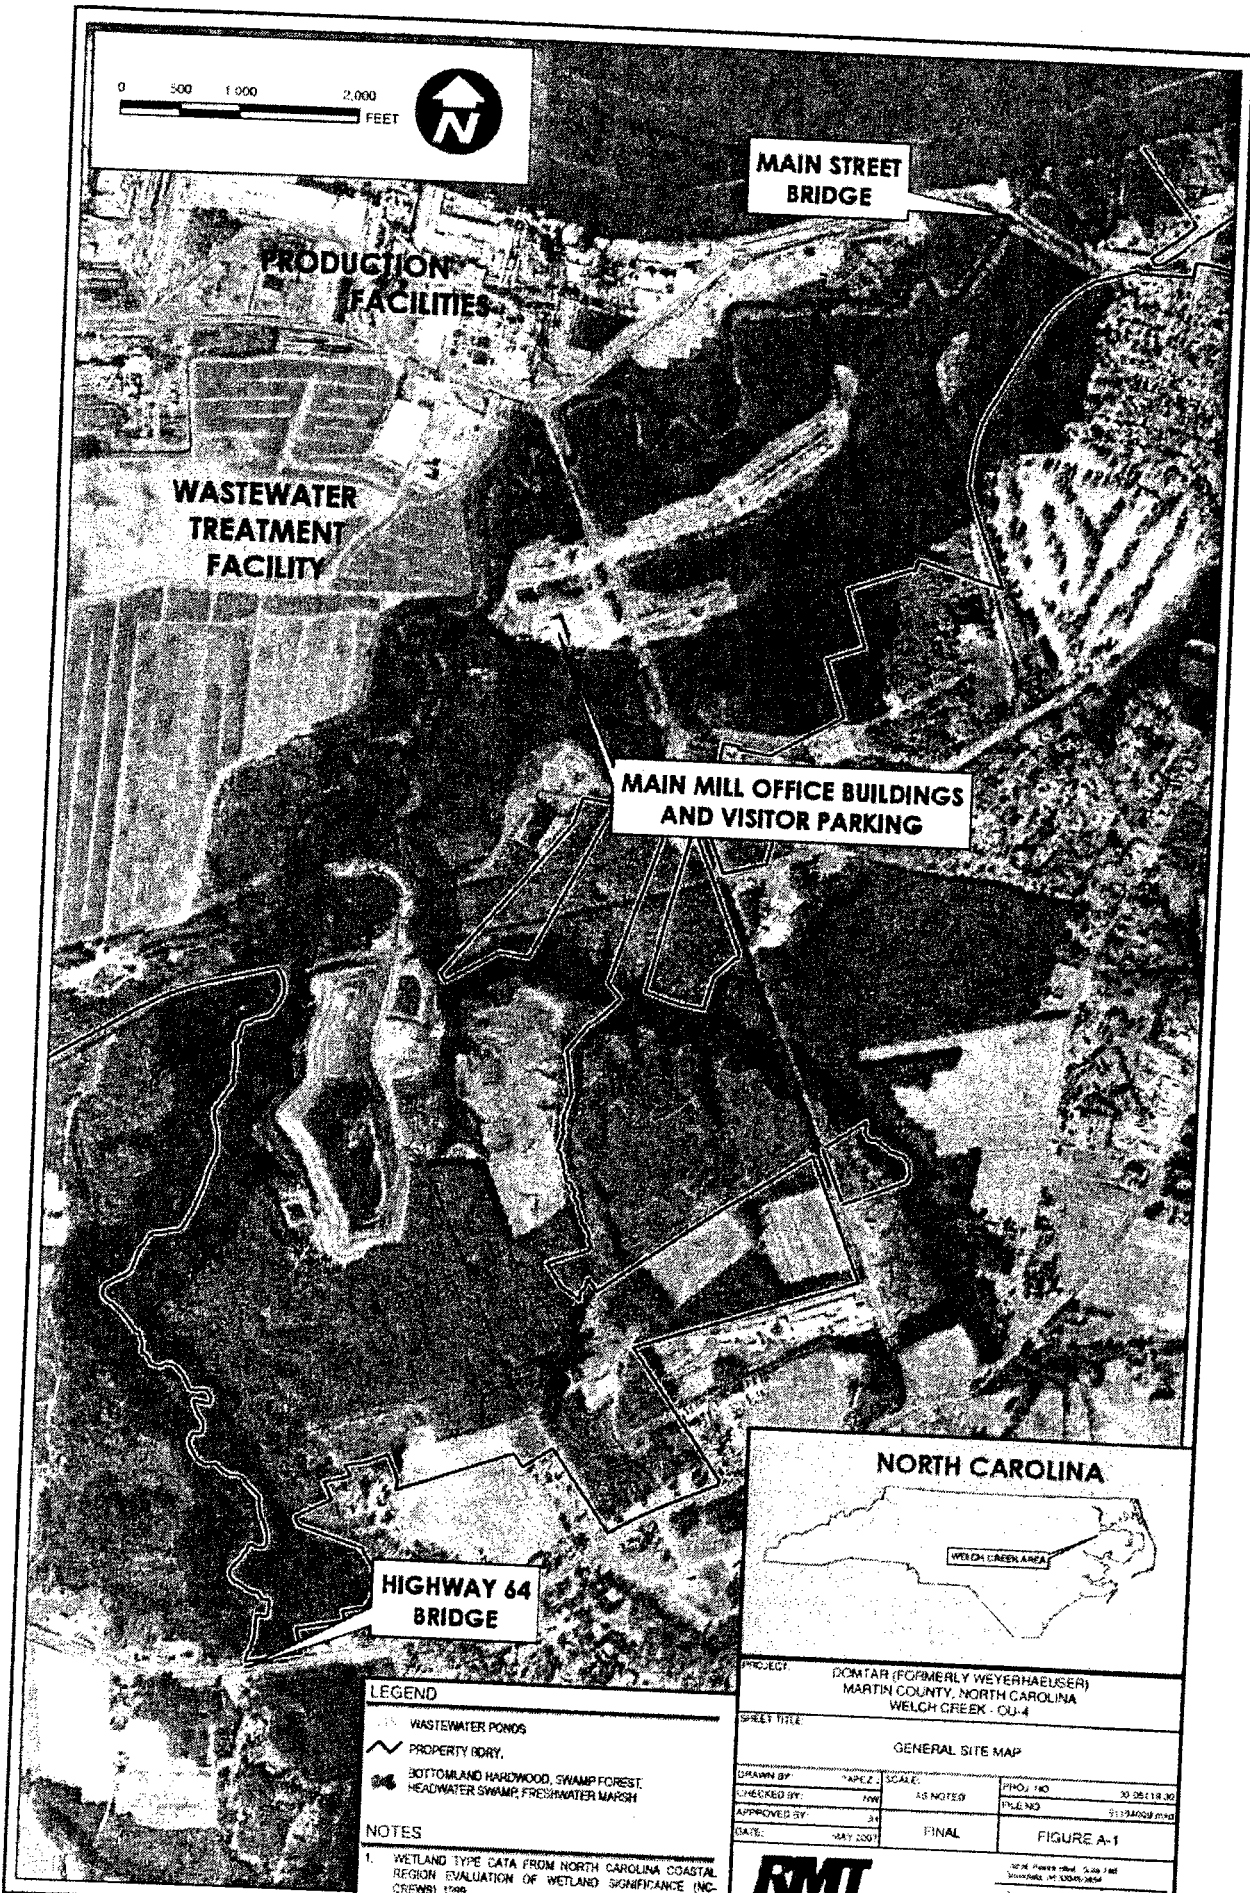 0 500 1 000 2,000
FEET
N
MAIN STREET
BRIDGE
PRODUCTION
FACILITIES
WASTEWATER
TREATMENT
FACILITY
MAIN MILL OFFICE BUILDINGS
AND VISITOR PARKING
HIGHWAY 64
BRIDGE
NORTH CAROLINA
WELCH CREEK AREA
LEGEND
WASTEWATER PONDS
PROPERTY BDRY.
BOTTOMLAND HARDWOOD, SWAMP FOREST,
HEADWATER SWAMP, FRESHWATER MARSH
NOTES
1. WETLAND TYPE DATA FROM NORTH CAROLINA COASTAL
REGION EVALUATION OF WETLAND SIGNIFICANCE (NC-
CREWS) 1999
PROJECT:
DOMTAR (FORMERLY WEYERHAEUSER)
MARTIN COUNTY, NORTH CAROLINA
WELCH CREEK - OU-4
SHEET TITLE:
GENERAL SITE MAP
DRAWN BY: SCALE: PROJ. NO
CHECKED BY: AS NOTED FILE NO
APPROVED BY:
DATE: MAY 2007 FINAL FIGURE A-1
RMT